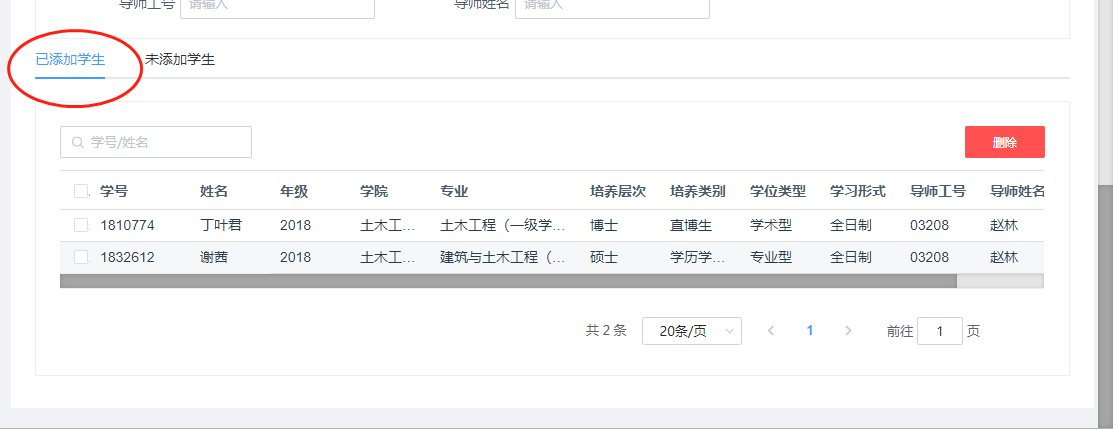 导师工号 请输入 导师姓名 请输入
已添加学生 未添加学生
学号/姓名 删除
学号 姓名 年级 学院 专业 培养层次 培养类别 学位类型 学习形式 导师工号 导师姓名
1810774 丁叶君 2018 土木工... 土木工程（一级学... 博士 直博生 学术型 全日制 03208 赵林
1832612 谢茜 2018 土木工... 建筑与土木工程（... 硕士 学历学... 专业型 全日制 03208 赵林
共 2 条 20条/页 1 前往 1 页